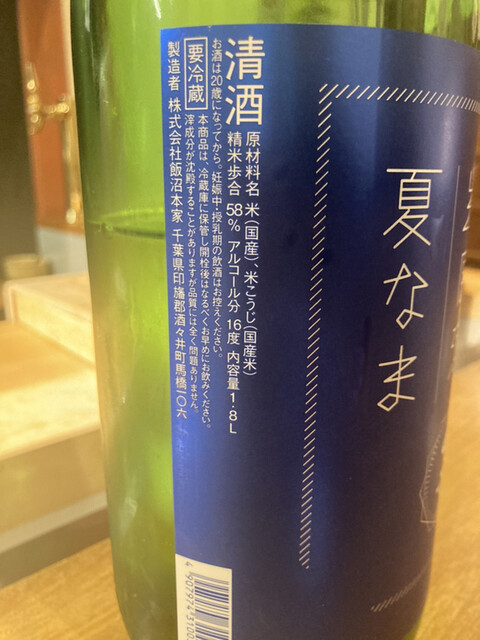 夏なま
清酒
原材料名 米(国産)、米こうじ(国産米)
精米歩合 58% アルコール分 16度 内容量1.8L
お酒は20歳になってから。妊娠中・授乳期の飲酒はお控えください。
要冷蔵
本商品は、冷蔵庫に保管し開栓後はなるべくお早めにお飲みください。
滓成分が沈殿することがありますが品質には全く問題ありません。
製造者 株式会社飯沼本家 千葉県印旛郡酒々井町馬橋一〇六
4 907974 5100